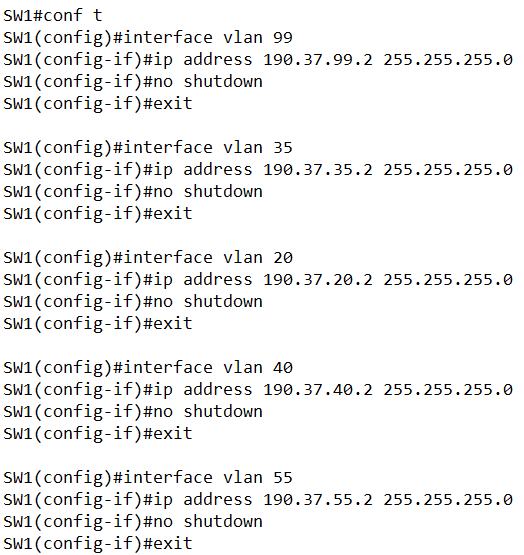 SW1#conf t
SW1(config)#interface vlan 99
SW1(config-if)#ip address 190.37.99.2 255.255.255.0
SW1(config-if)#no shutdown
SW1(config-if)#exit
SW1(config)#interface vlan 35
SW1(config-if)#ip address 190.37.35.2 255.255.255.0
SW1(config-if)#no shutdown
SW1(config-if)#exit
SW1(config)#interface vlan 20
SW1(config-if)#ip address 190.37.20.2 255.255.255.0
SW1(config-if)#no shutdown
SW1(config-if)#exit
SW1(config)#interface vlan 40
SW1(config-if)#ip address 190.37.40.2 255.255.255.0
SW1(config-if)#no shutdown
SW1(config-if)#exit
SW1(config)#interface vlan 55
SW1(config-if)#ip address 190.37.55.2 255.255.255.0
SW1(config-if)#no shutdown
SW1(config-if)#exit